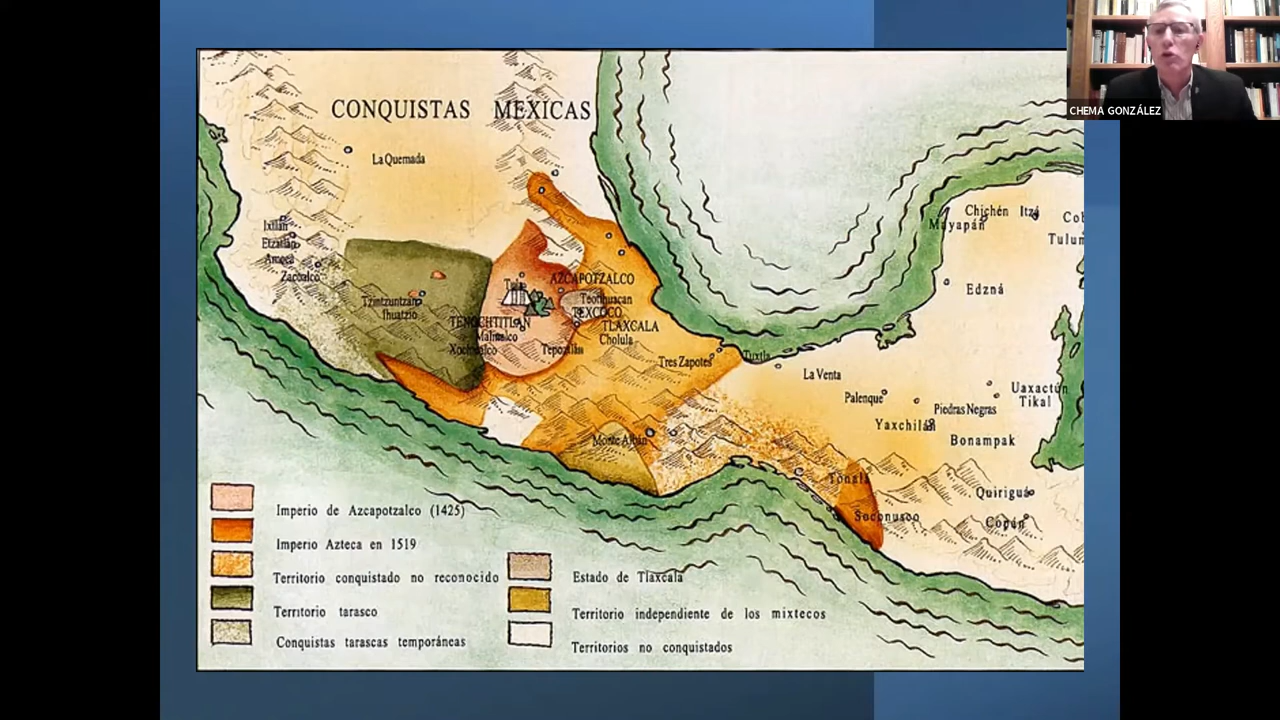 CHEMA GONZÁLEZ
CONQUISTAS MEXICAS
La Quemada
Ixtlán
Etzatlán
Ameca
Zacoalco
Tzintzuntzan
Ihuatzio
Tula
AZCAPOTZALCO
Teotihuacan
TEXCOCO
TENOCHTITLAN
TLAXCALA
Malinalco
Cholula
Xochicalco
Tepoztlán
Tres Zapotes
Tuxtla
La Venta
Monte Albán
Tonalá
Soconusco
Chichén Itzá
Mayapán
Cob
Tulum
Edzná
Uaxactún
Tikal
Palenque
Piedras Negras
Yaxchilán
Bonampak
Quiriguá
Copán
Imperio de Azcapotzalco (1425)
Imperio Azteca en 1519
Territorio conquistado no reconocido
Territorio tarasco
Conquistas tarascas temporáneas
Estado de Tlaxcala
Territorio independiente de los mixtecos
Territorios no conquistados